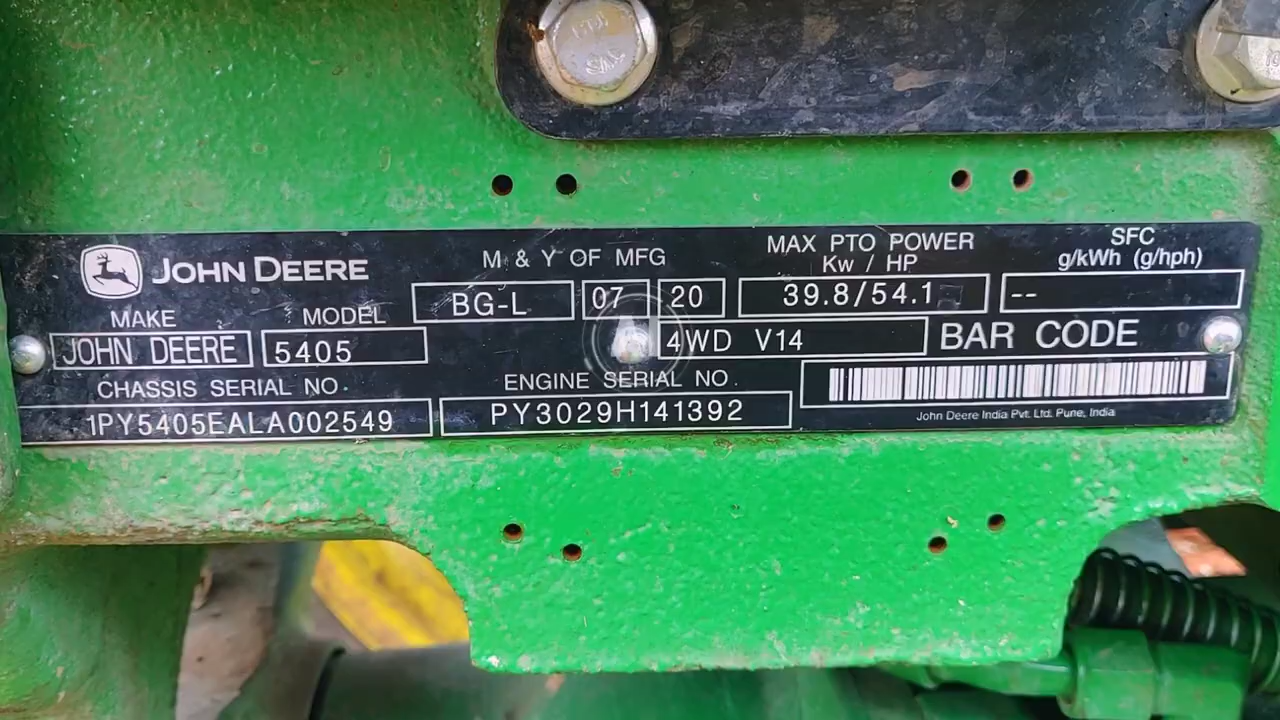 JOHN DEERE
M & Y OF MFG
MAX PTO POWER
Kw / HP
SFC
g/kWh (g/hph)
BG-L 07 20
39.8/54.1
--
MAKE MODEL
JOHN DEERE 5405
4WD V14
BAR CODE
CHASSIS SERIAL NO.
ENGINE SERIAL NO.
1PY5405EALA002549
PY3029H141392
John Deere India Pvt. Ltd. Pune, India